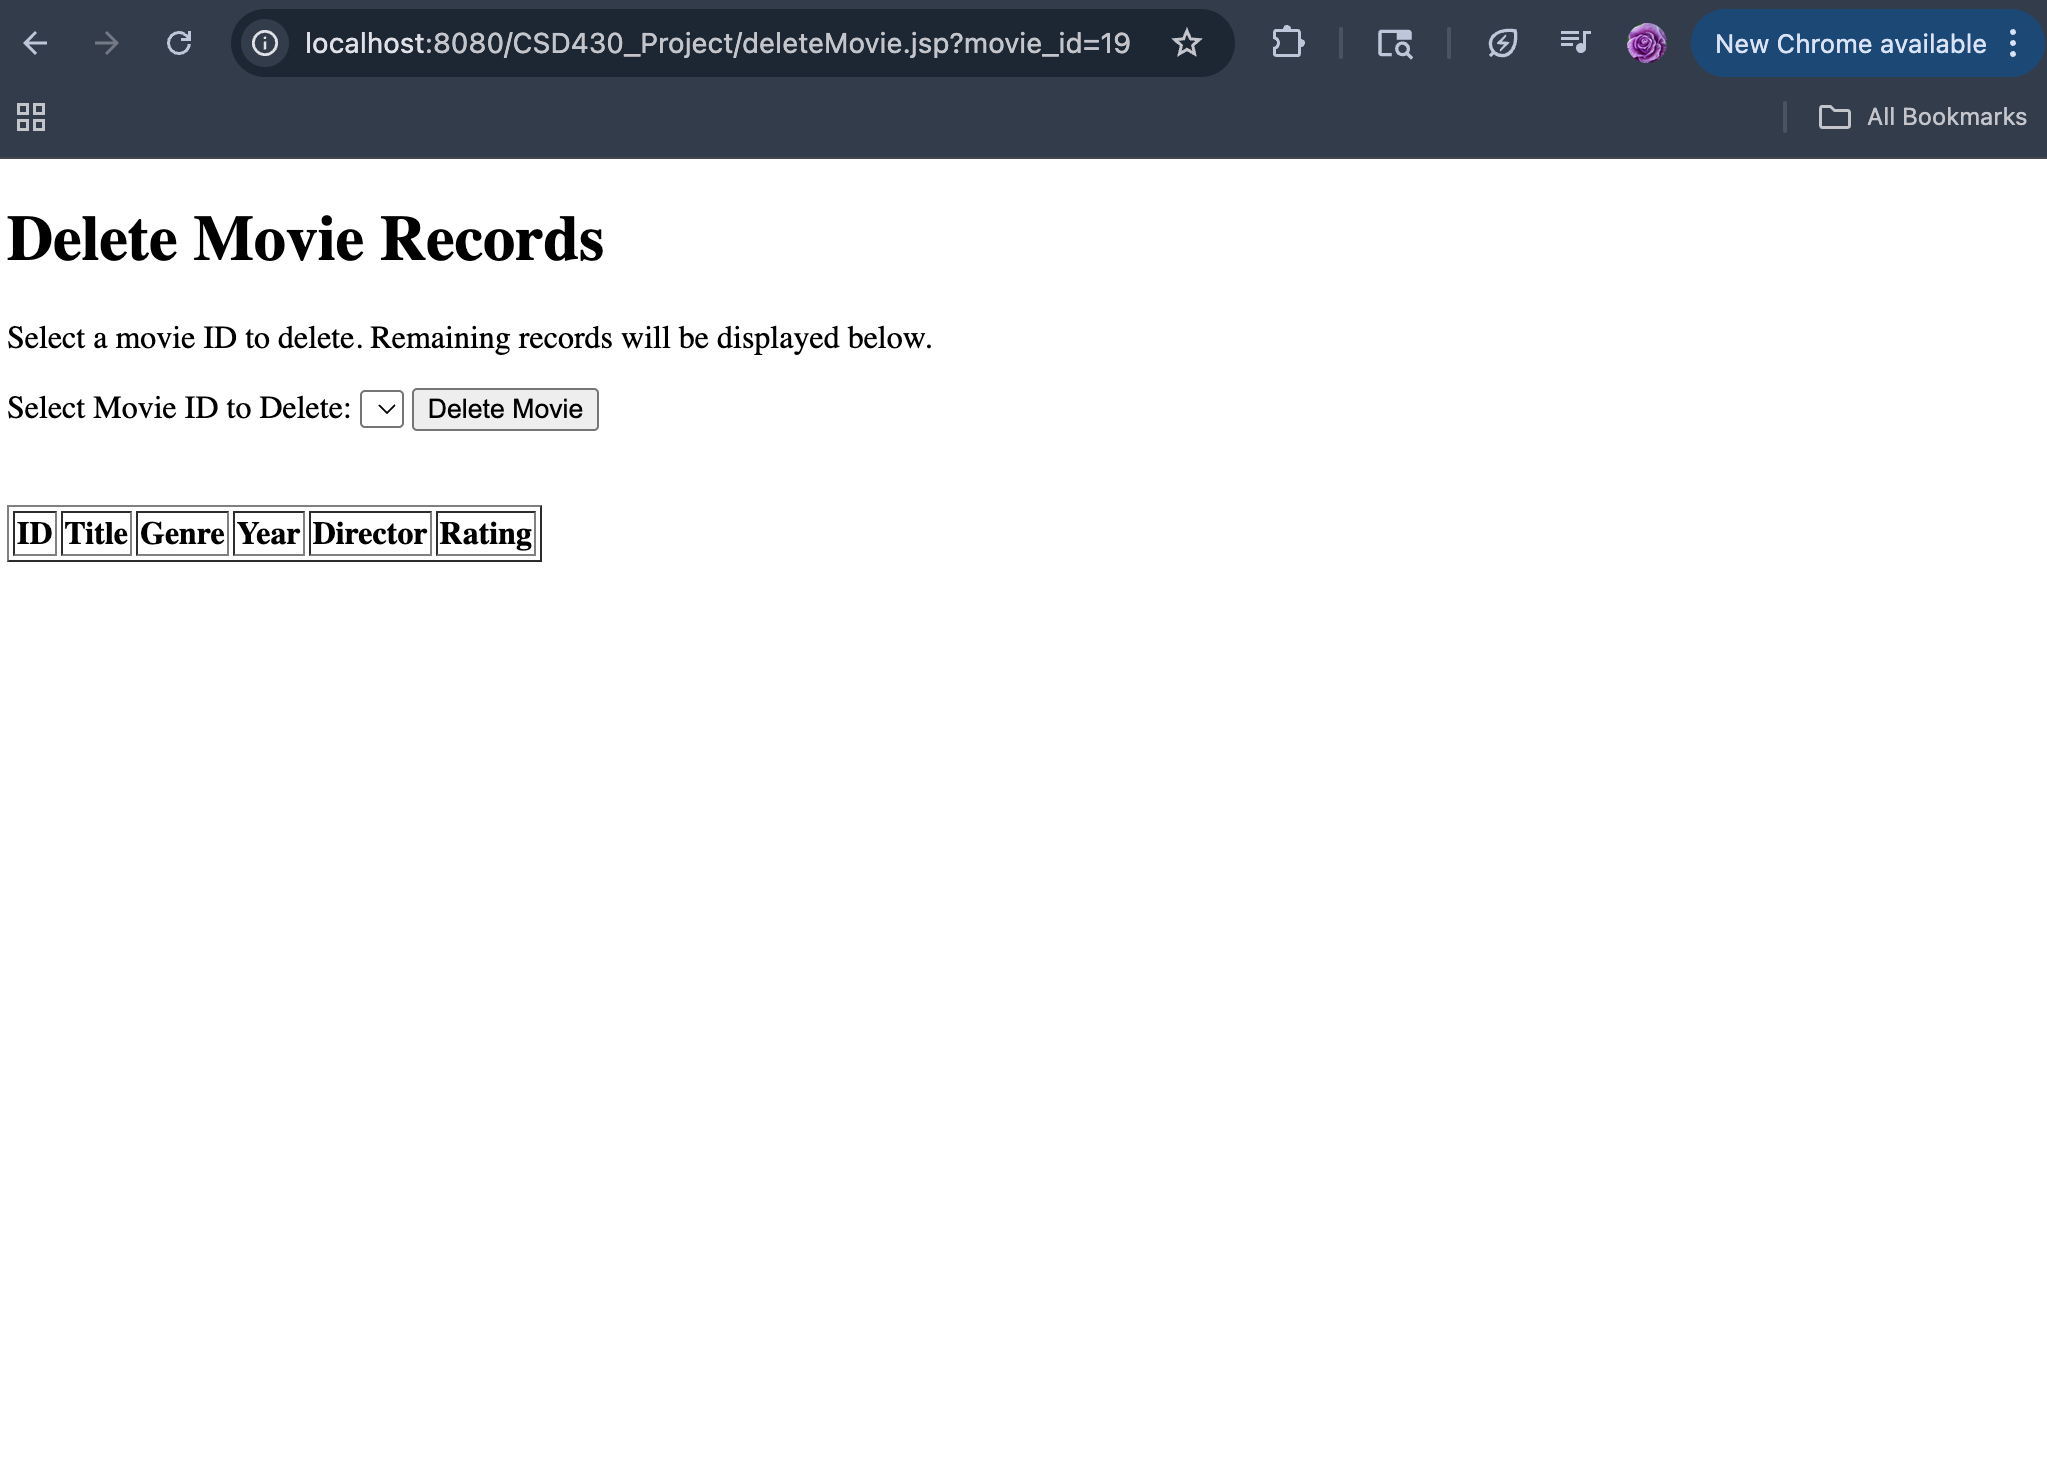 localhost:8080/CSD430_Project/deleteMovie.jsp?movie_id=19
New Chrome available
All Bookmarks
Delete Movie Records
Select a movie ID to delete. Remaining records will be displayed below.
Select Movie ID to Delete: Delete Movie
ID Title Genre Year Director Rating